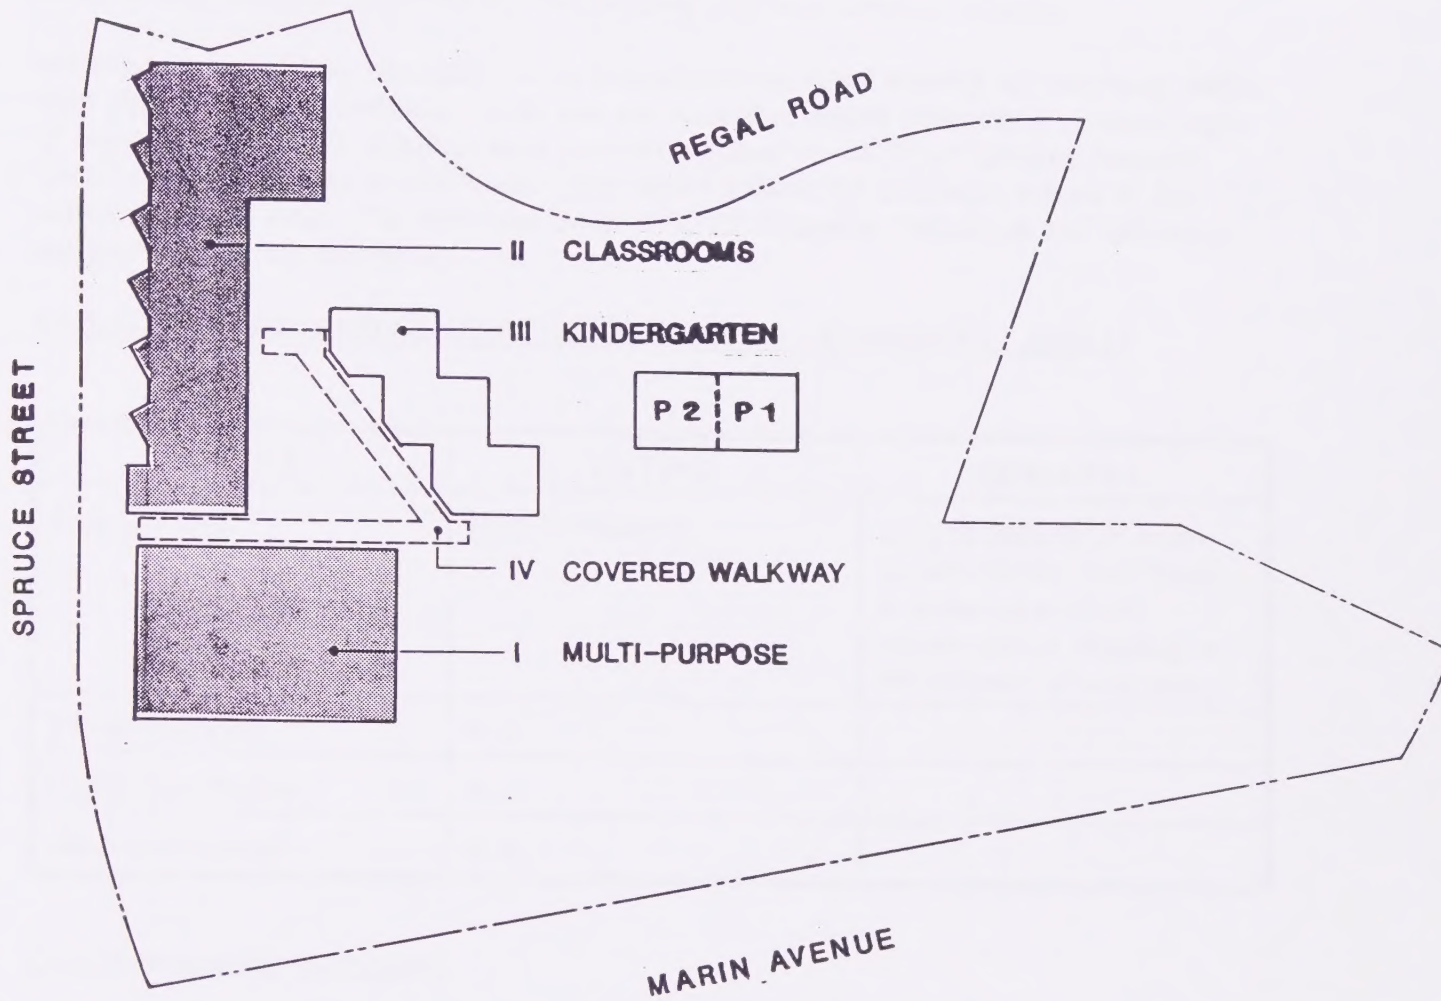 REGAL ROAD
II CLASSROOMS
III KINDERGARTEN
P 2 P 1
SPRUCE STREET
IV COVERED WALKWAY
I MULTI-PURPOSE
MARIN AVENUE